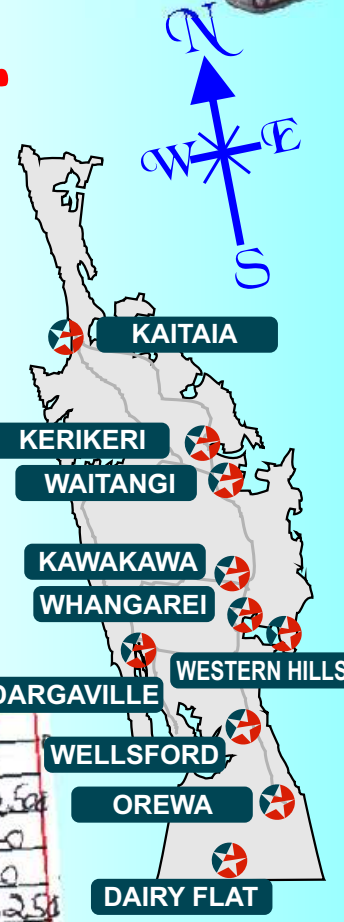 N
W E
S
KAITAIA
KERIKERI
WAITANGI
KAWAKAWA
WHANGAREI
WESTERN HILLS
DARGAVILLE
WELLSFORD
OREWA
DAIRY FLAT